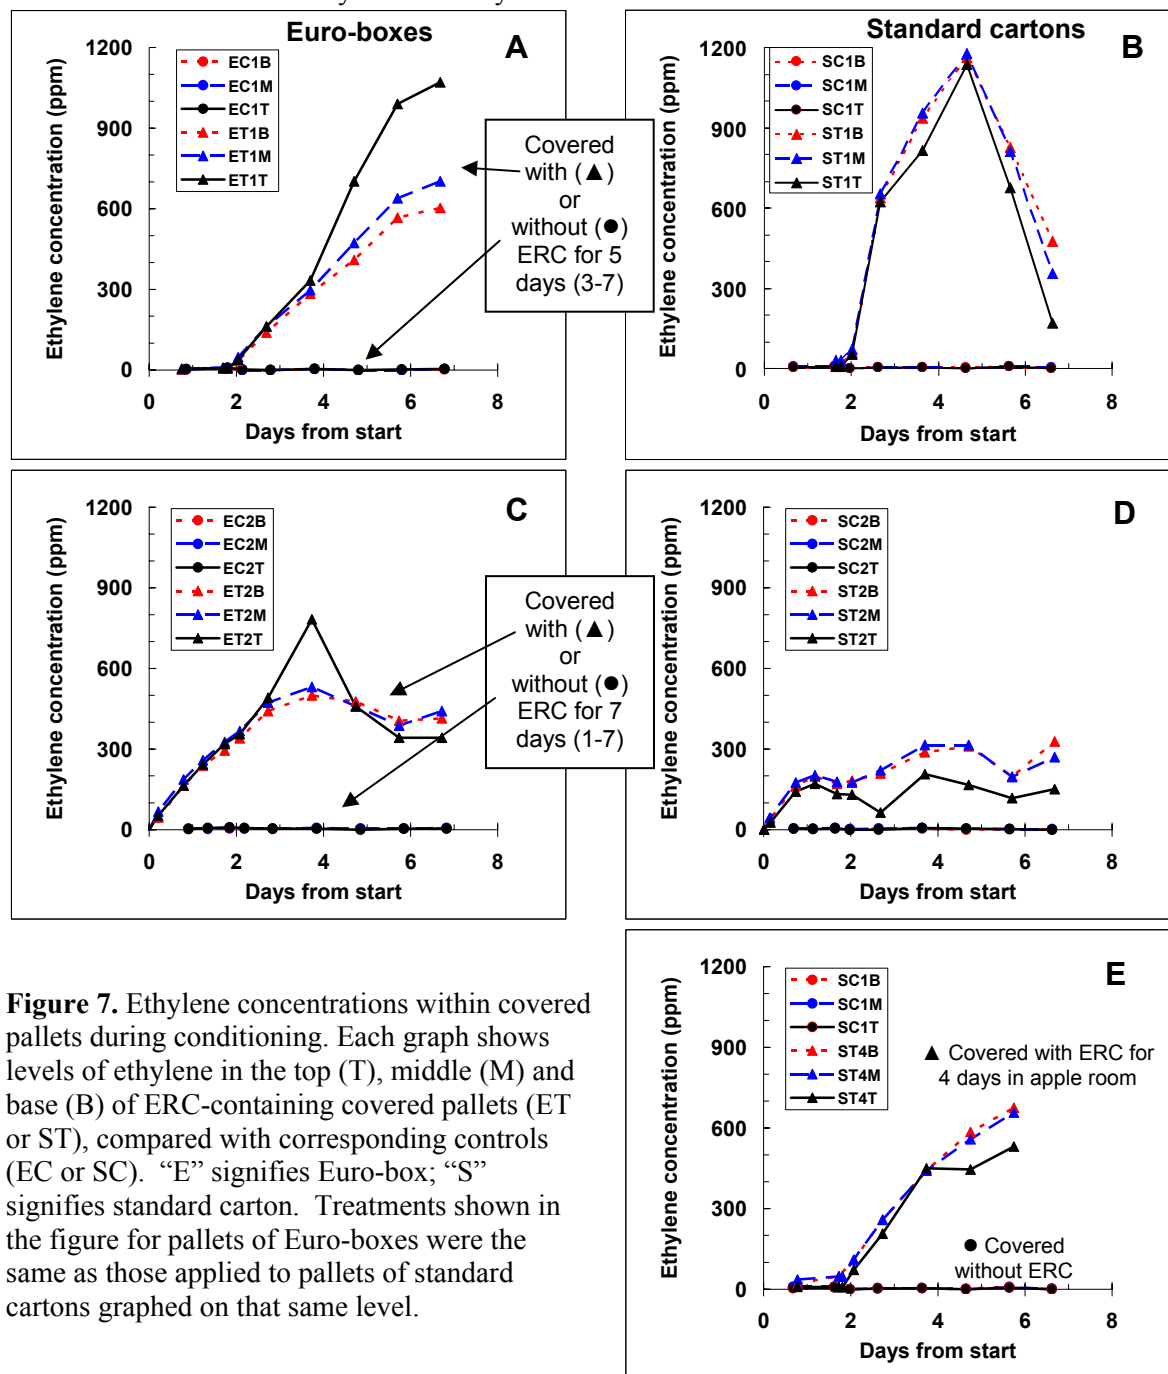 Euro-boxes
A
1200
900
600
300
0
Ethylene concentration (ppm)
EC1B
EC1M
EC1T
ET1B
ET1M
ET1T
0 2 4 6 8
Days from start
Covered
with (▲)
or
without (●)
ERC for 5
days (3-7)
Standard cartons
B
1200
900
600
300
0
Ethylene concentration (ppm)
SC1B
SC1M
SC1T
ST1B
ST1M
ST1T
0 2 4 6 8
Days from start
C
1200
900
600
300
0
Ethylene concentration (ppm)
EC2B
EC2M
EC2T
ET2B
ET2M
ET2T
0 2 4 6 8
Days from start
Covered
with (▲)
or
without (●)
ERC for 7
days (1-7)
D
1200
900
600
300
0
Ethylene concentration (ppm)
SC2B
SC2M
SC2T
ST2B
ST2M
ST2T
0 2 4 6 8
Days from start
E
1200
900
600
300
0
Ethylene concentration (ppm)
SC1B
SC1M
SC1T
ST4B
ST4M
ST4T
▲ Covered with ERC for
4 days in apple room
● Covered
without ERC
0 2 4 6 8
Days from start
Figure 7. Ethylene concentrations within covered
pallets during conditioning. Each graph shows
levels of ethylene in the top (T), middle (M) and
base (B) of ERC-containing covered pallets (ET
or ST), compared with corresponding controls
(EC or SC). “E” signifies Euro-box; “S”
signifies standard carton. Treatments shown in
the figure for pallets of Euro-boxes were the
same as those applied to pallets of standard
cartons graphed on that same level.